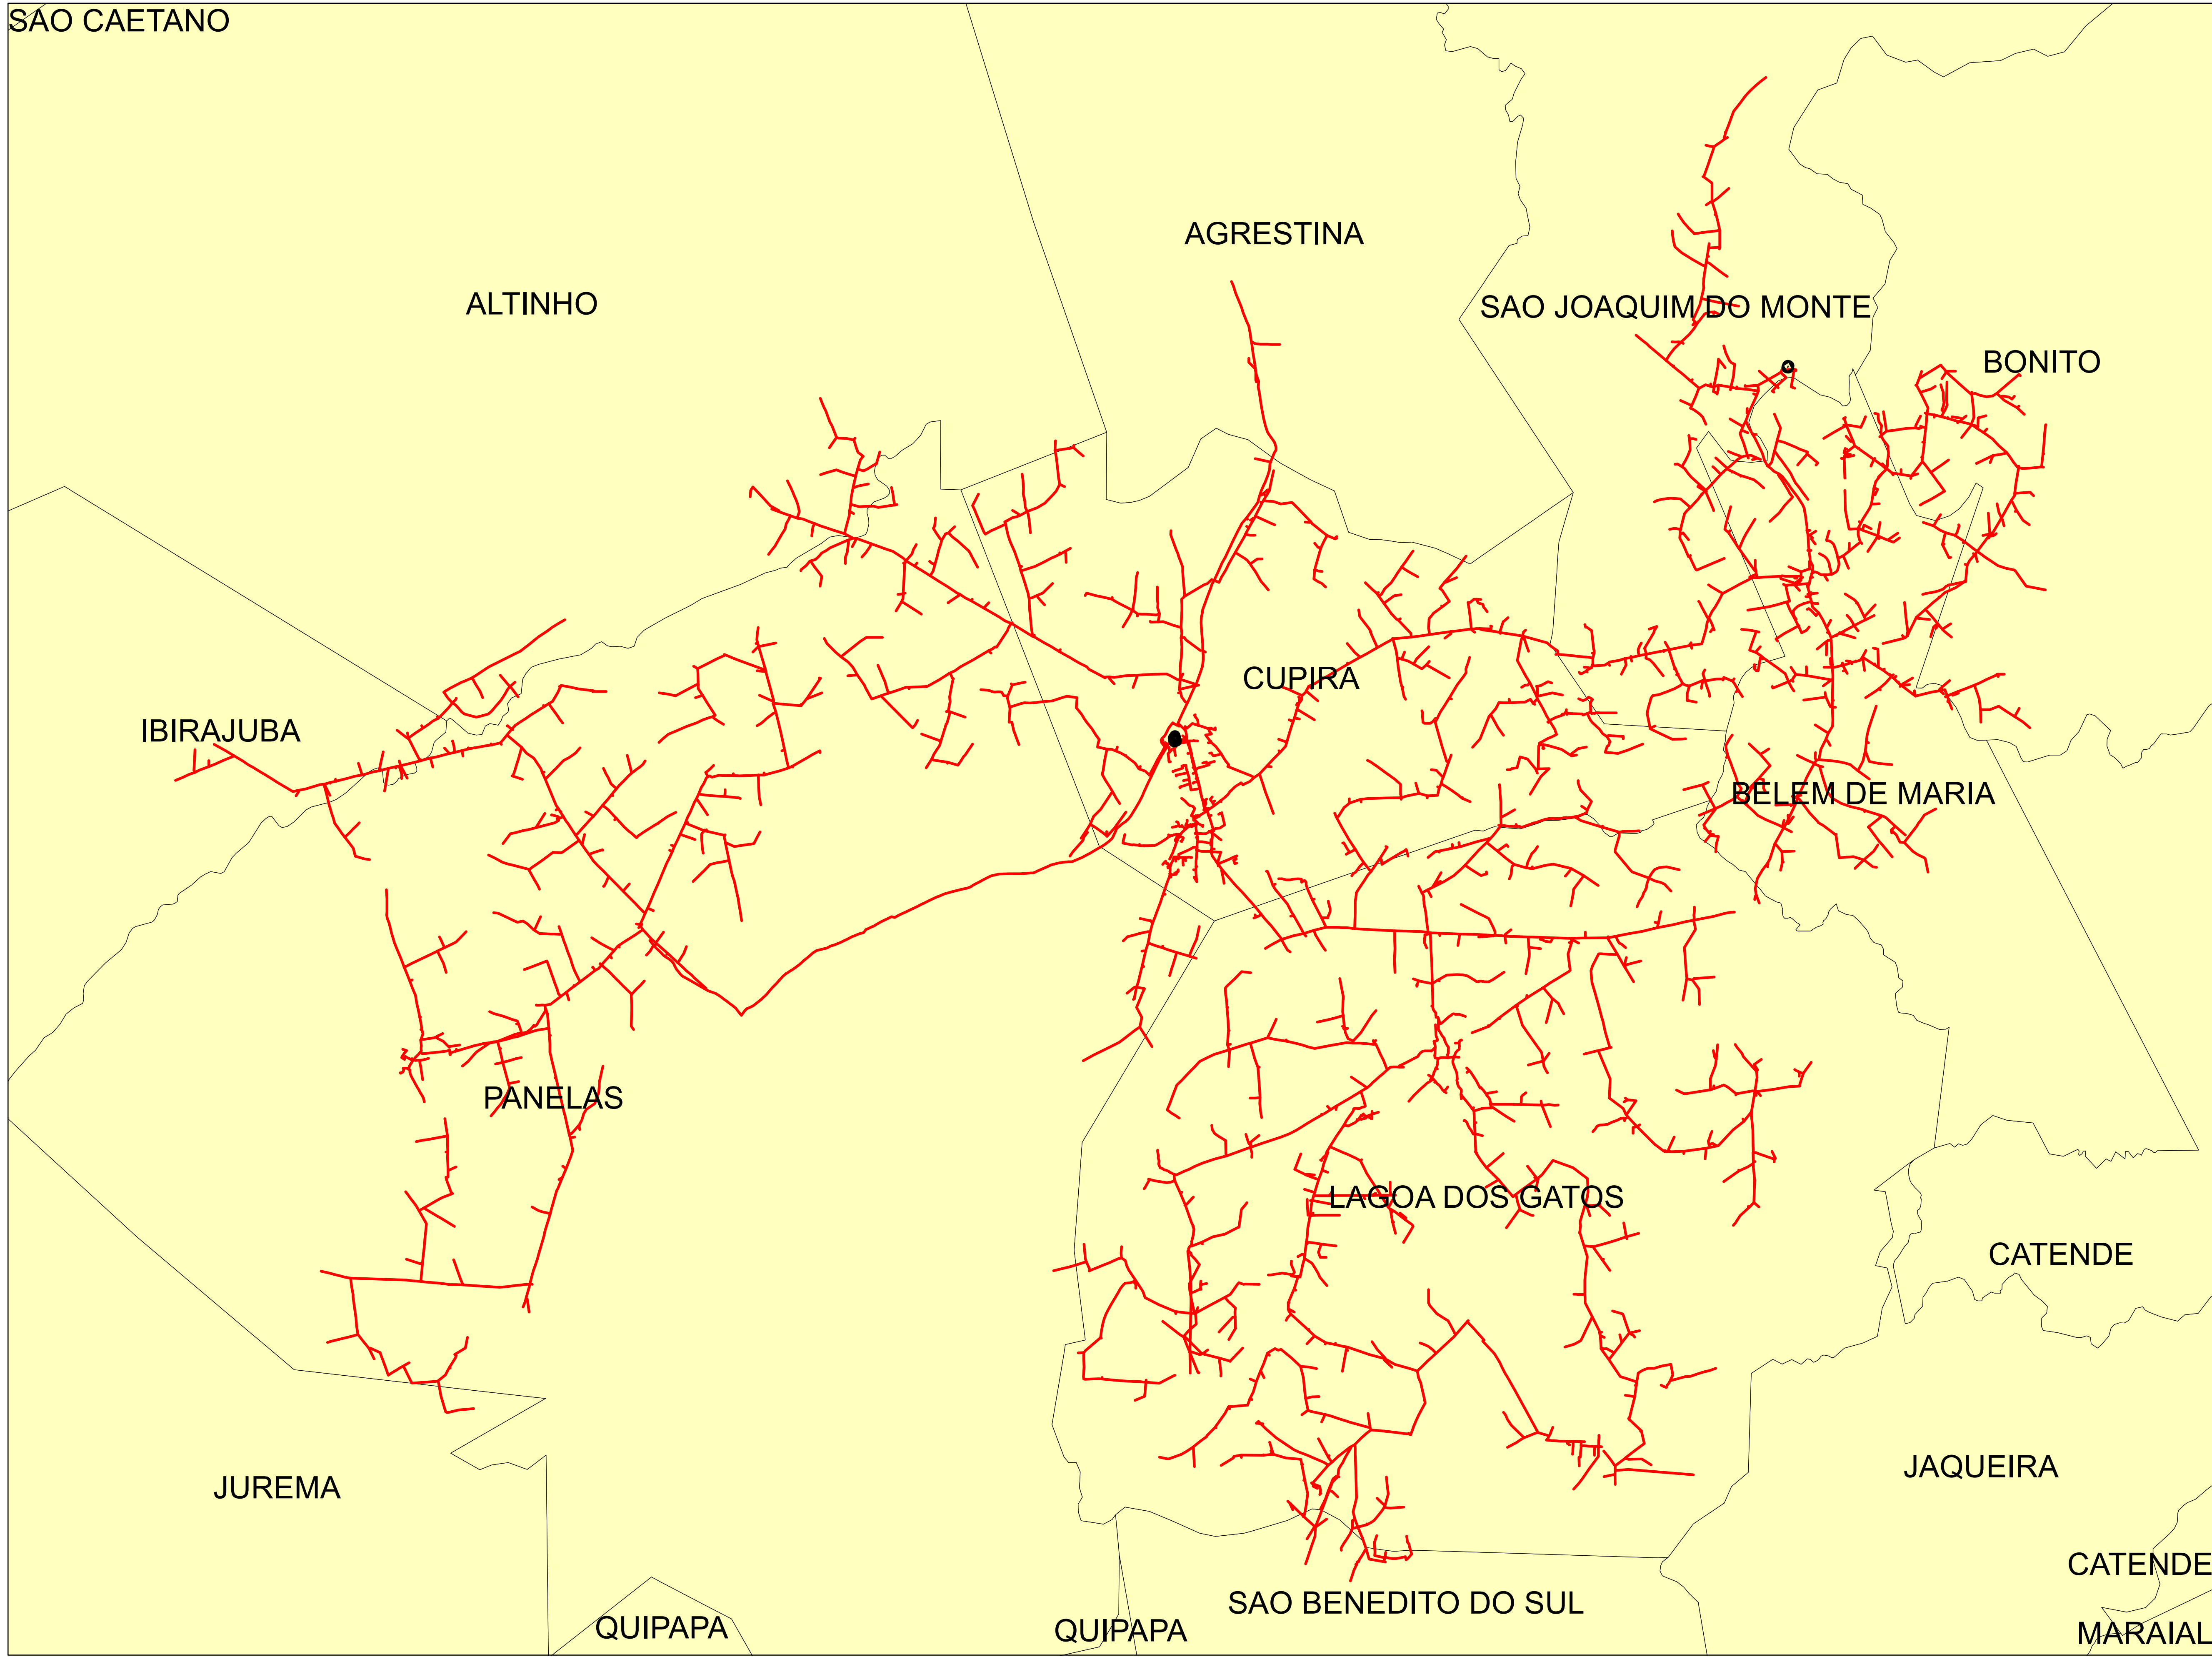 SAO CAETANO
AGRESTINA
ALTINHO
SAO JOAQUIM DO MONTE
BONITO
CUPIRA
IBIRAJUBA
BELEM DE MARIA
PANELAS
LAGOA DOS GATOS
CATENDE
JAQUEIRA
JUREMA
CATENDE
SAO BENEDITO DO SUL
QUIPAPA
QUIPAPA
MARAIAL